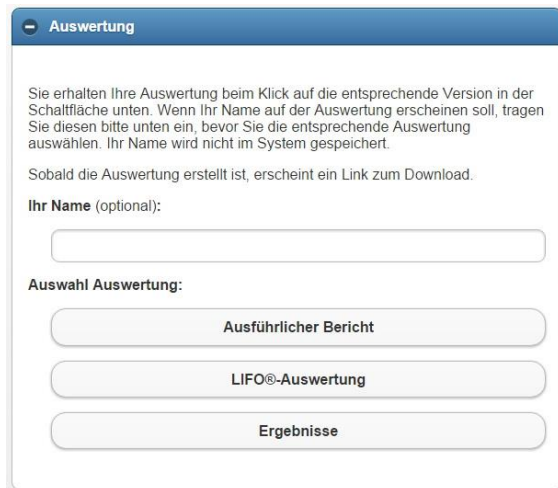 Auswertung
Sie erhalten Ihre Auswertung beim Klick auf die entsprechende Version in der
Schaltfläche unten. Wenn Ihr Name auf der Auswertung erscheinen soll, tragen
Sie diesen bitte unten ein, bevor Sie die entsprechende Auswertung
auswählen. Ihr Name wird nicht im System gespeichert.
Sobald die Auswertung erstellt ist, erscheint ein Link zum Download.
Ihr Name (optional):
Auswahl Auswertung:
Ausführlicher Bericht
LIFO®-Auswertung
Ergebnisse